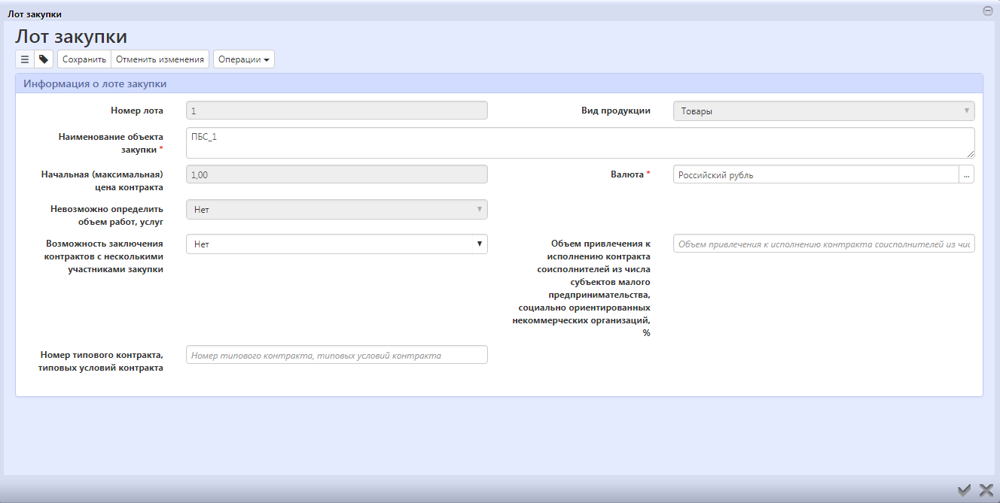 Лот закупки
Лот закупки
Сохранить Отменить изменения Операции
Информация о лоте закупки
Номер лота 1 Вид продукции Товары
Наименование объекта
закупки * ПБС_1
Начальная (максимальная)
цена контракта 1,00 Валюта * Российский рубль ...
Невозможно определить
объем работ, услуг Нет
Возможность заключения
контрактов с несколькими
участниками закупки Нет
Объем привлечения к
исполнению контракта
соисполнителей из числа
субъектов малого
предпринимательства,
социально ориентированных
некоммерческих организаций,
%
Объем привлечения к исполнению контракта соисполнителей из чис
Номер типового контракта,
типовых условий контракта
Номер типового контракта, типовых условий контракта